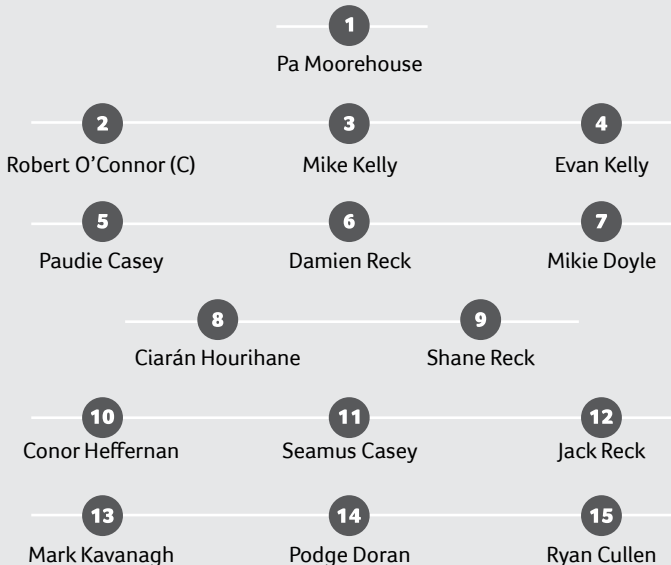 1
Pa Moorehouse
2 3 4
Robert O’Connor (C) Mike Kelly Evan Kelly
5 6 7
Paudie Casey Damien Reck Mikie Doyle
8 9
Ciarán Hourihane Shane Reck
10 11 12
Conor Heffernan Seamus Casey Jack Reck
13 14 15
Mark Kavanagh Podge Doran Ryan Cullen